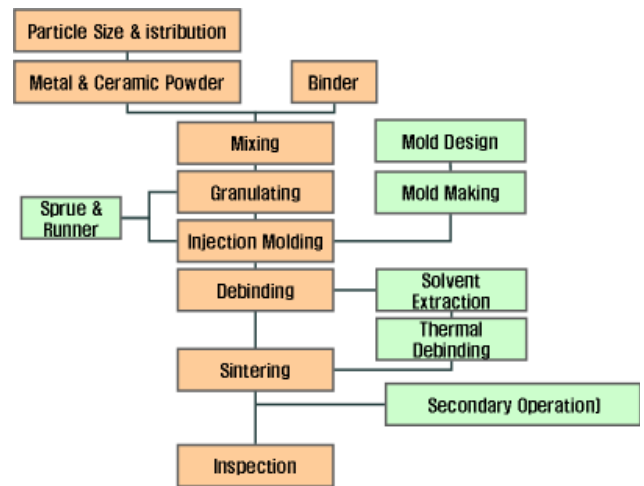 Particle Size & istribution
Metal & Ceramic Powder
Binder
Mixing
Mold Design
Granulating
Mold Making
Sprue &
Runner
Injection Molding
Debinding
Solvent
Extraction
Thermal
Debinding
Sintering
Secondary Operation)
Inspection